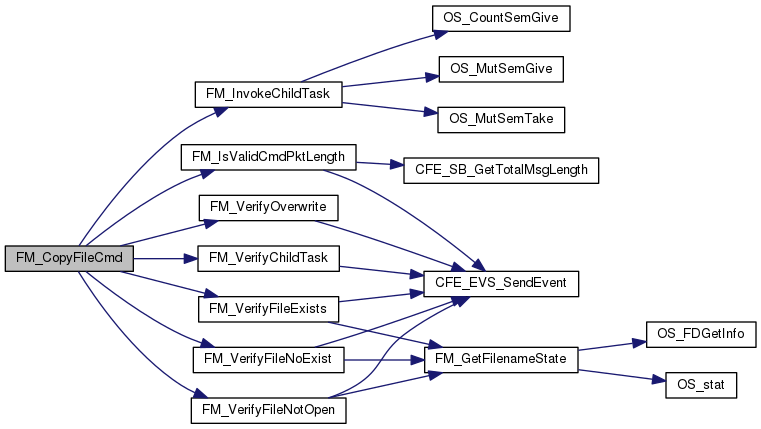 OS_CountSemGive
OS_MutSemGive
FM_InvokeChildTask
OS_MutSemTake
FM_IsValidCmdPktLength
CFE_SB_GetTotalMsgLength
FM_VerifyOverwrite
FM_CopyFileCmd
FM_VerifyChildTask
CFE_EVS_SendEvent
FM_VerifyFileExists
OS_FDGetInfo
FM_VerifyFileNoExist
FM_GetFilenameState
OS_stat
FM_VerifyFileNotOpen